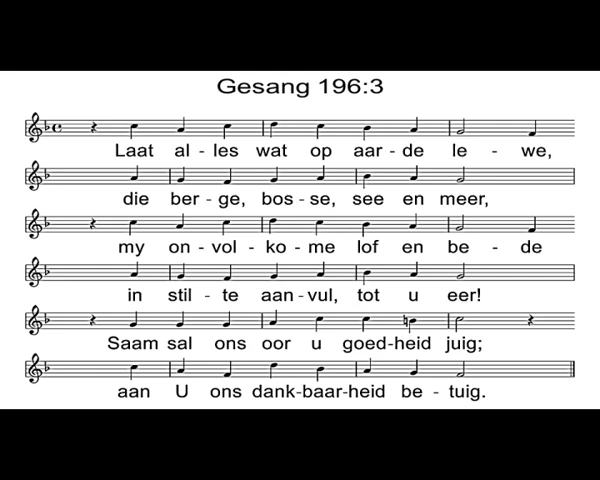 Gesang 196:3
Laat al - les wat op aar - de le - we,
die ber - ge, bos - se, see en meer,
my on - vol - ko - me lof en be - de
in stil - te aan - vul, tot u eer!
Saam sal ons oor u goed-heid juig;
aan U ons dank-baar-heid be - tuig.